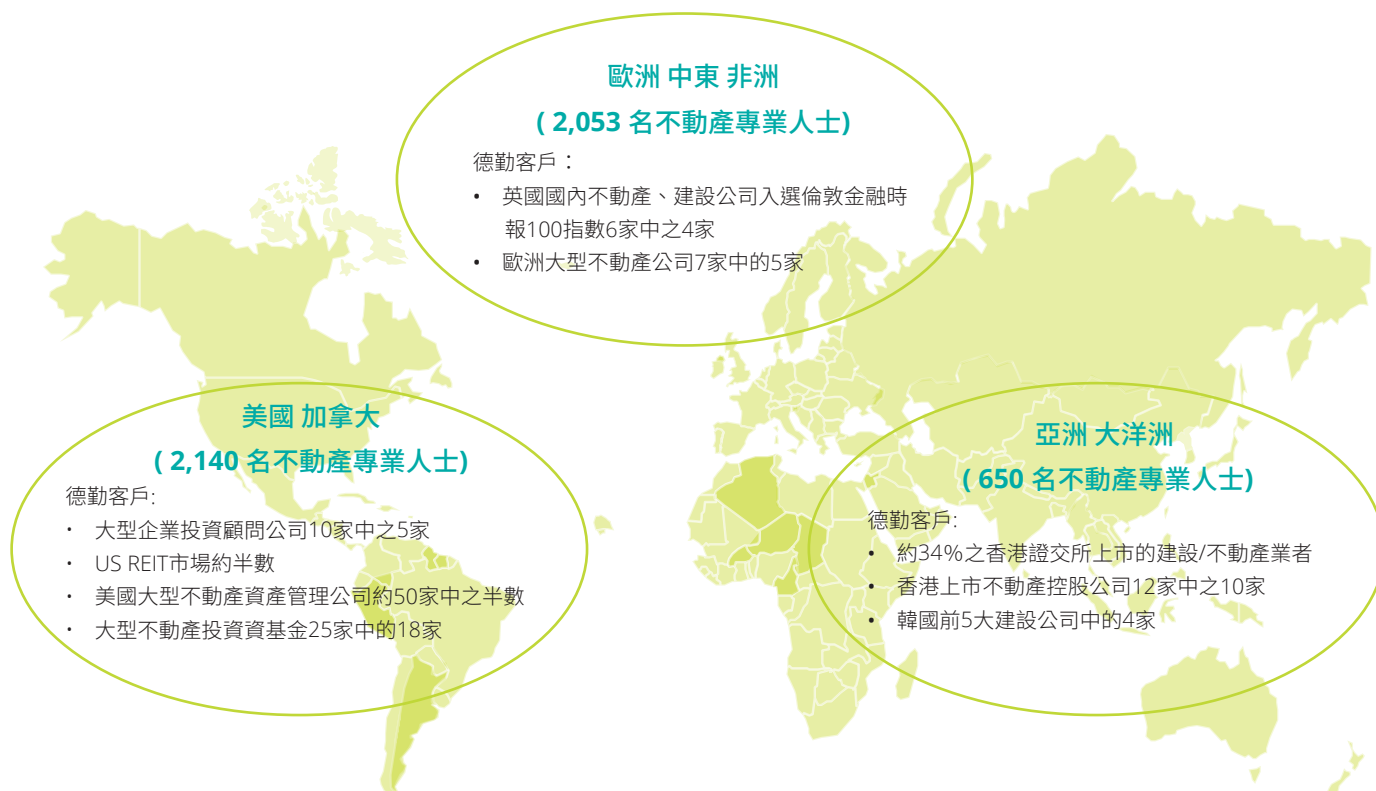 歐洲 中東 非洲
( 2,053 名不動產專業人士)
德勤客戶：
• 英國國內不動產、建設公司入選倫敦金融時
報100指數6家中之4家
• 歐洲大型不動產公司7家中的5家
美國 加拿大
( 2,140 名不動產專業人士)
德勤客戶:
• 大型企業投資顧問公司10家中之5家
• US REIT市場約半數
• 美國大型不動產資產管理公司約50家中之半數
• 大型不動產投資資基金25家中的18家
亞洲 大洋洲
( 650 名不動產專業人士)
德勤客戶:
• 約34%之香港證交所上市的建設/不動產業者
• 香港上市不動產控股公司12家中之10家
• 韓國前5大建設公司中的4家